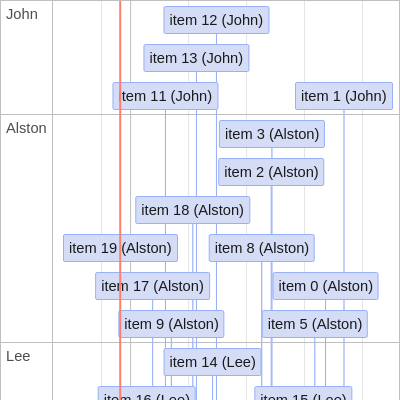 John
item 12 (John)
item 13 (John)
item 11 (John)
item 1 (John)
Alston
item 3 (Alston)
item 2 (Alston)
item 18 (Alston)
item 19 (Alston)
item 8 (Alston)
item 17 (Alston)
item 0 (Alston)
item 9 (Alston)
item 5 (Alston)
Lee
item 14 (Lee)
item 16 (Lee)
item 15 (Lee)